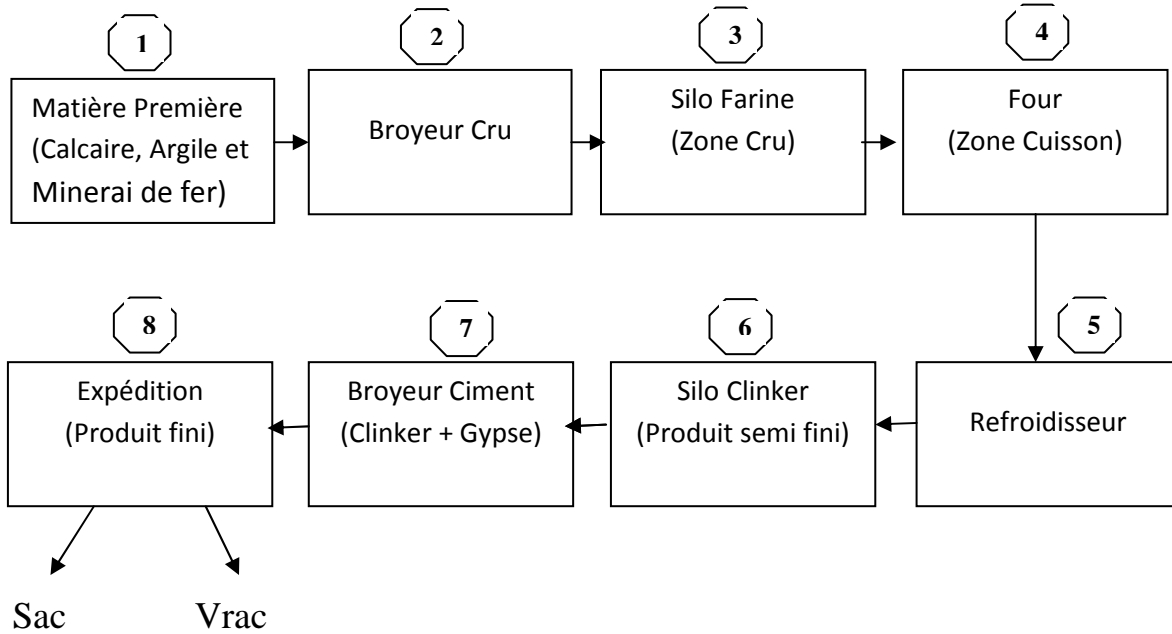 1
Matière Première
(Calcaire, Argile et
Minerai de fer)
2
Broyeur Cru
3
Silo Farine
(Zone Cru)
4
Four
(Zone Cuisson)
5
Refroidisseur
6
Silo Clinker
(Produit semi fini)
7
Broyeur Ciment
(Clinker + Gypse)
8
Expédition
(Produit fini)
Sac
Vrac